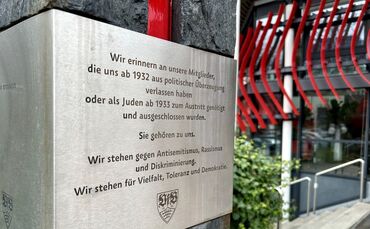 Wir erinnern an unsere Mitglieder,
die uns ab 1932 aus politischer Überzeugung
verlassen haben
oder als Juden ab 1933 zum Austritt genötigt
und ausgeschlossen wurden.
Sie gehören zu uns.
Wir stehen gegen Antisemitismus, Rassismus
und Diskriminierung.
Wir stehen für Vielfalt, Toleranz und Demokratie.
VfB